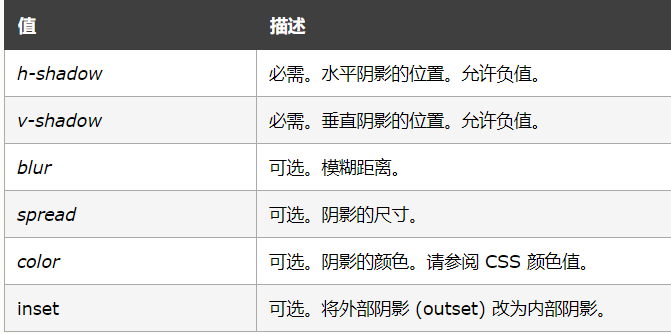 值 描述
h-shadow 必需。水平阴影的位置。允许负值。
v-shadow 必需。垂直阴影的位置。允许负值。
blur 可选。模糊距离。
spread 可选。阴影的尺寸。
color 可选。阴影的颜色。请参阅 CSS 颜色值。
inset 可选。将外部阴影 (outset) 改为内部阴影。